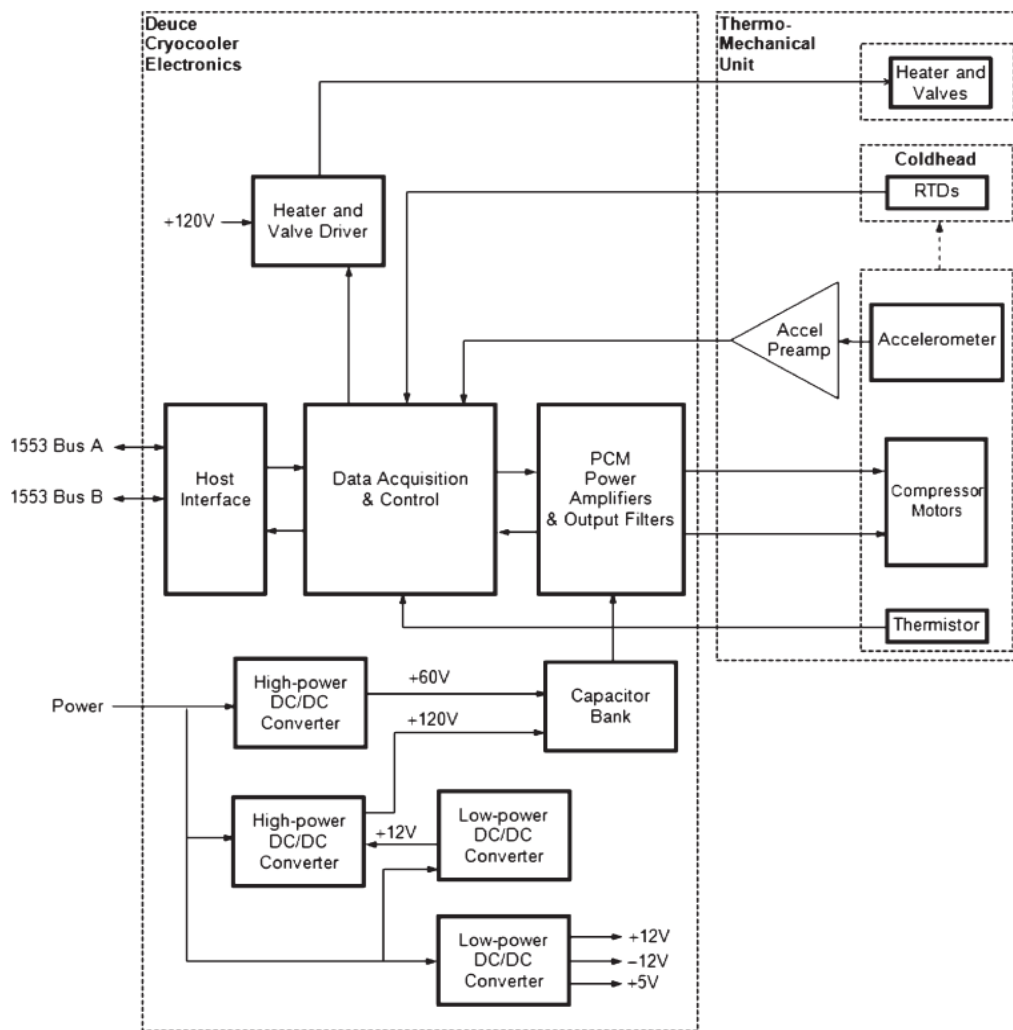 Deuce
Cryocooler
Electronics
Thermo-
Mechanical
Unit
Heater and
Valves
Coldhead
RTDs
+120V
Heater and
Valve Driver
Accel
Preamp
Accelerometer
1553 Bus A
1553 Bus B
Host
Interface
Data Acquisition
& Control
PCM
Power
Amplifiers
& Output Filters
Compressor
Motors
Thermistor
Power
High-power
DC/DC
Converter
+60V
+120V
Capacitor
Bank
High-power
DC/DC
Converter
+12V
Low-power
DC/DC
Converter
Low-power
DC/DC
Converter
+12V
−12V
+5V